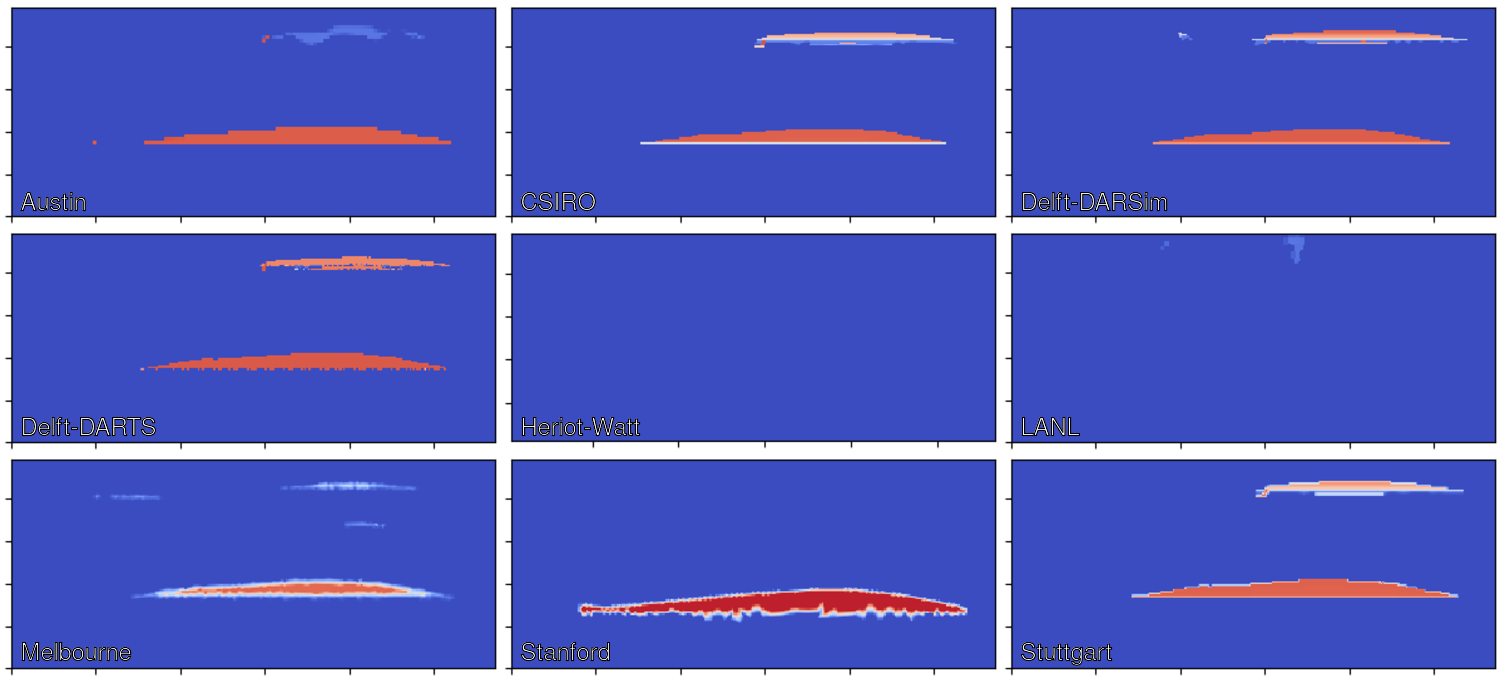 Austin
CSIRO
Delft-DARSim
Delft-DARTS
Heriot-Watt
LANL
Melbourne
Stanford
Stuttgart